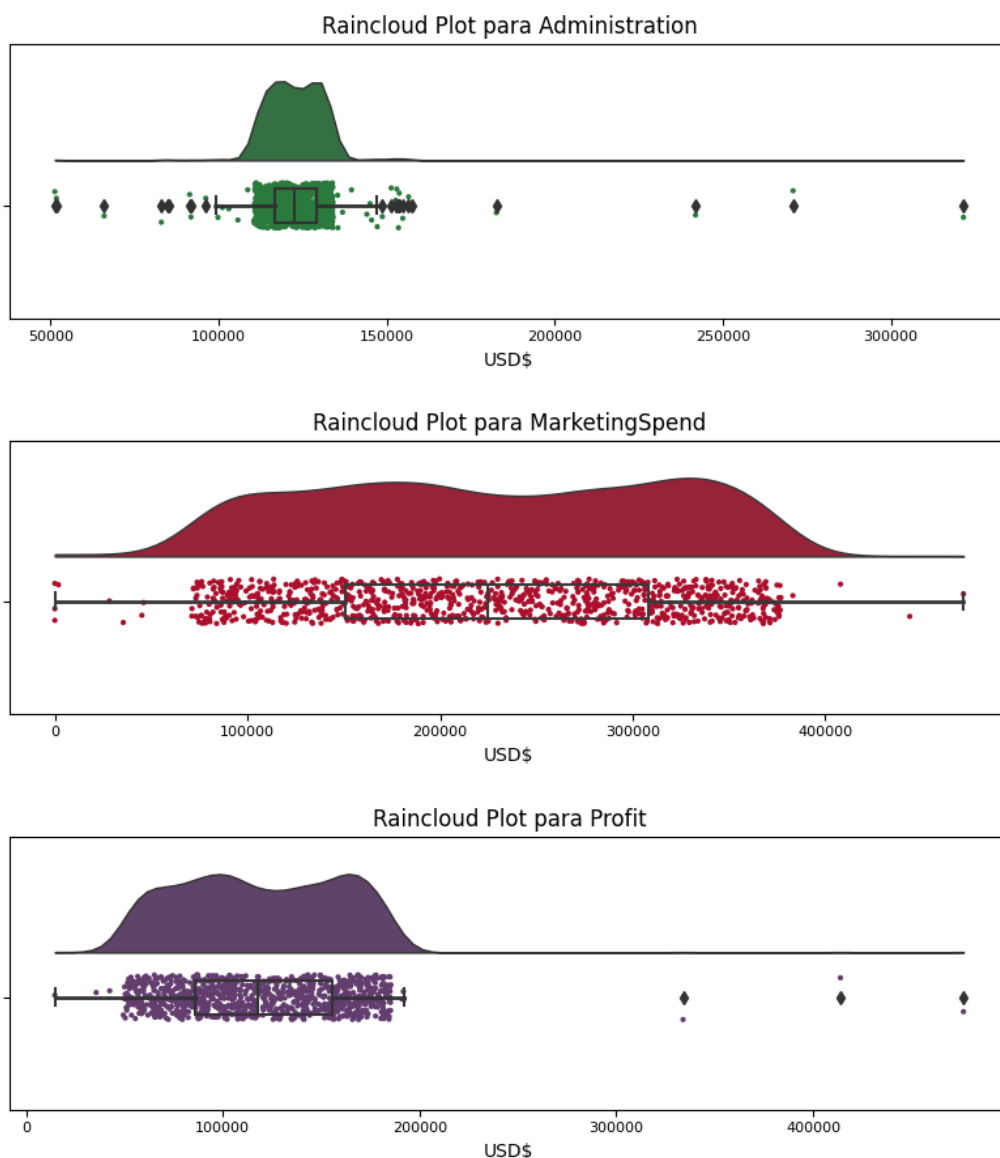 Raincloud Plot para Administration
50000 100000 150000 200000 250000 300000
USD$
Raincloud Plot para MarketingSpend
0 100000 200000 300000 400000
USD$
Raincloud Plot para Profit
0 100000 200000 300000 400000
USD$